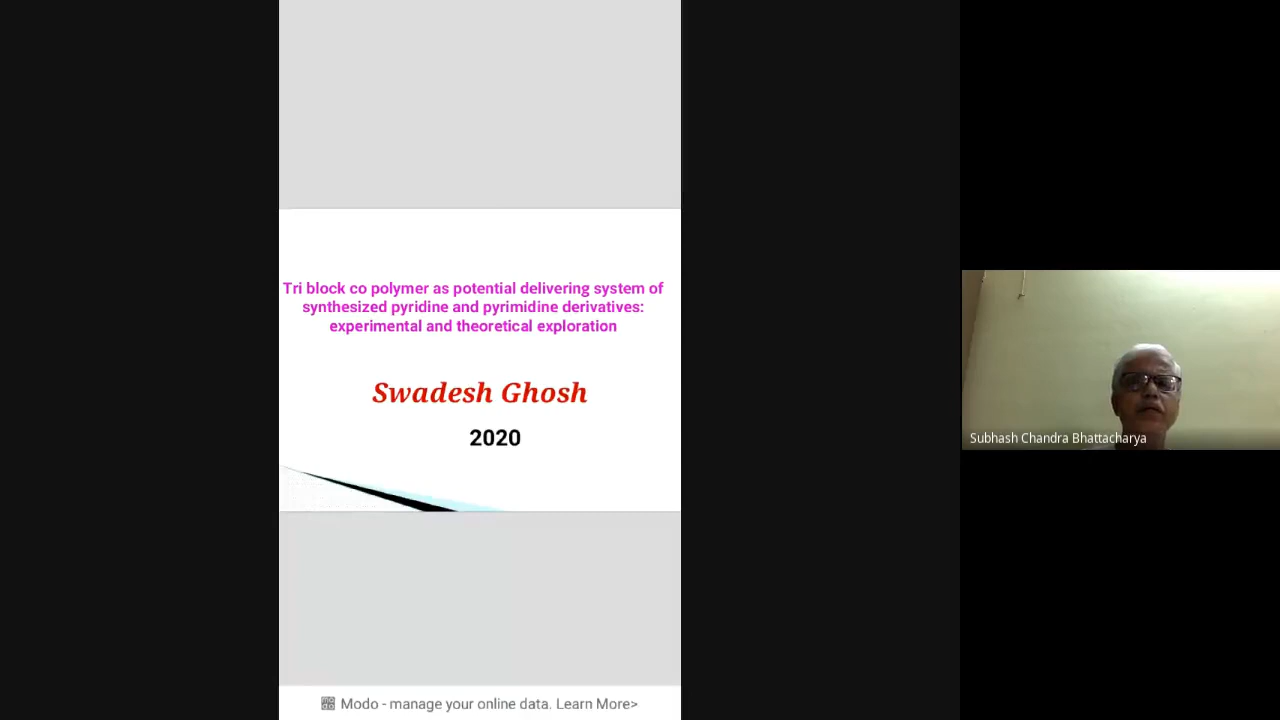 Tri block co polymer as potential delivering system of
synthesized pyridine and pyrimidine derivatives:
experimental and theoretical exploration
Swadesh Ghosh
2020
Subhash Chandra Bhattacharya
Modo - manage your online data. Learn More>